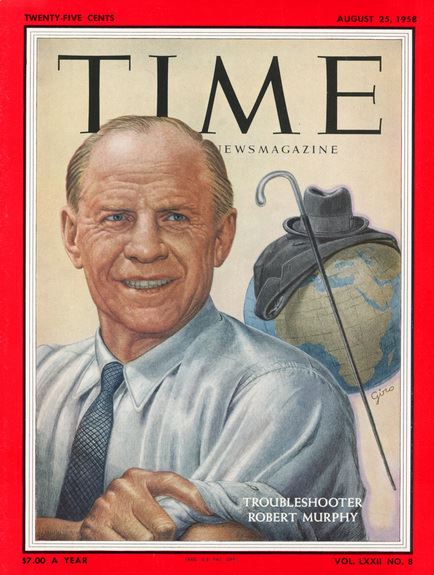 TWENTY-FIVE CENTS
AUGUST 25, 1958
TIME
NEWSMAGAZINE
Giro
TROUBLESHOOTER
ROBERT MURPHY
$7.00 A YEAR
VOL. LXXII NO. 8